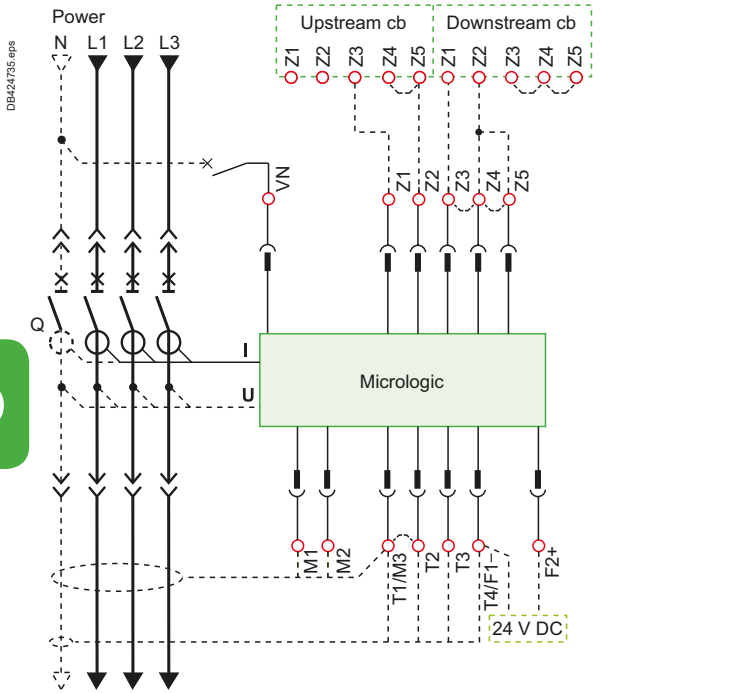 Power
N L1 L2 L3
DB424735.eps
Upstream cb Downstream cb
Z1 Z2 Z3 Z4 Z5 Z1 Z2 Z3 Z4 Z5
VN
Z1 Z2 Z3 Z4 Z5
Q
I
U
Micrologic
M1 M2 T1/M3 T2 T3 T4/F1– F2+
24 V DC